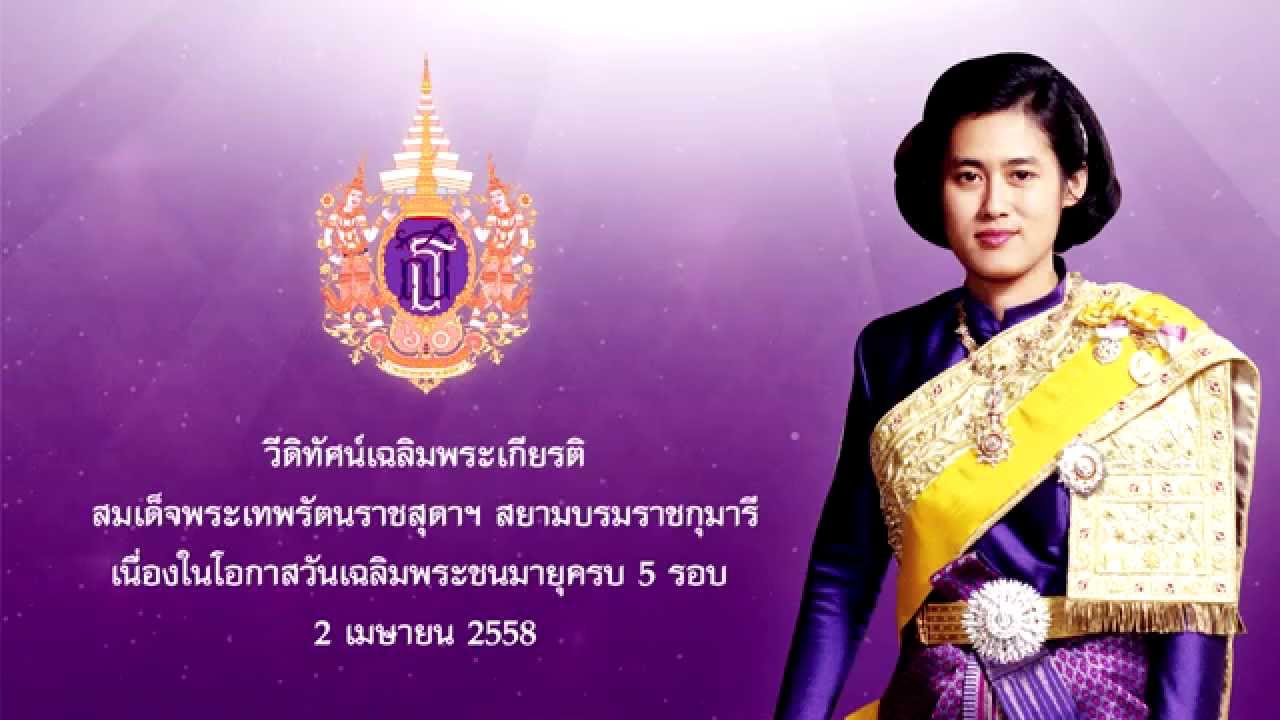 วีดิทัศน์เฉลิมพระเกียรติ
สมเด็จพระเทพรัตนราชสุดาฯ สยามบรมราชกุมารี
เนื่องในโอกาสวันเฉลิมพระชนมายุครบ 5 รอบ
2 เมษายน 2558